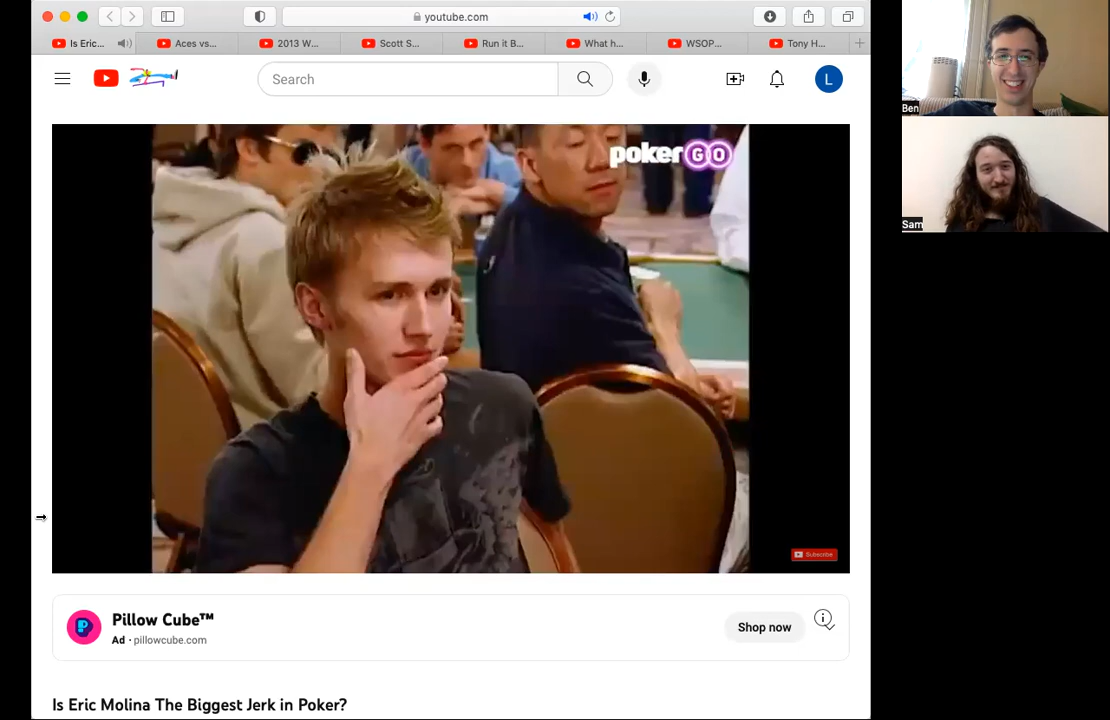 youtube.com
Is Eric...
Aces vs...
2013 W...
Scott S...
Run it B...
What h...
WSOP...
Tony H...
Search
L
pokerGO
Subscribe
Pillow Cube™
Ad · pillowcube.com
Shop now
Is Eric Molina The Biggest Jerk in Poker?
Ben
Sam